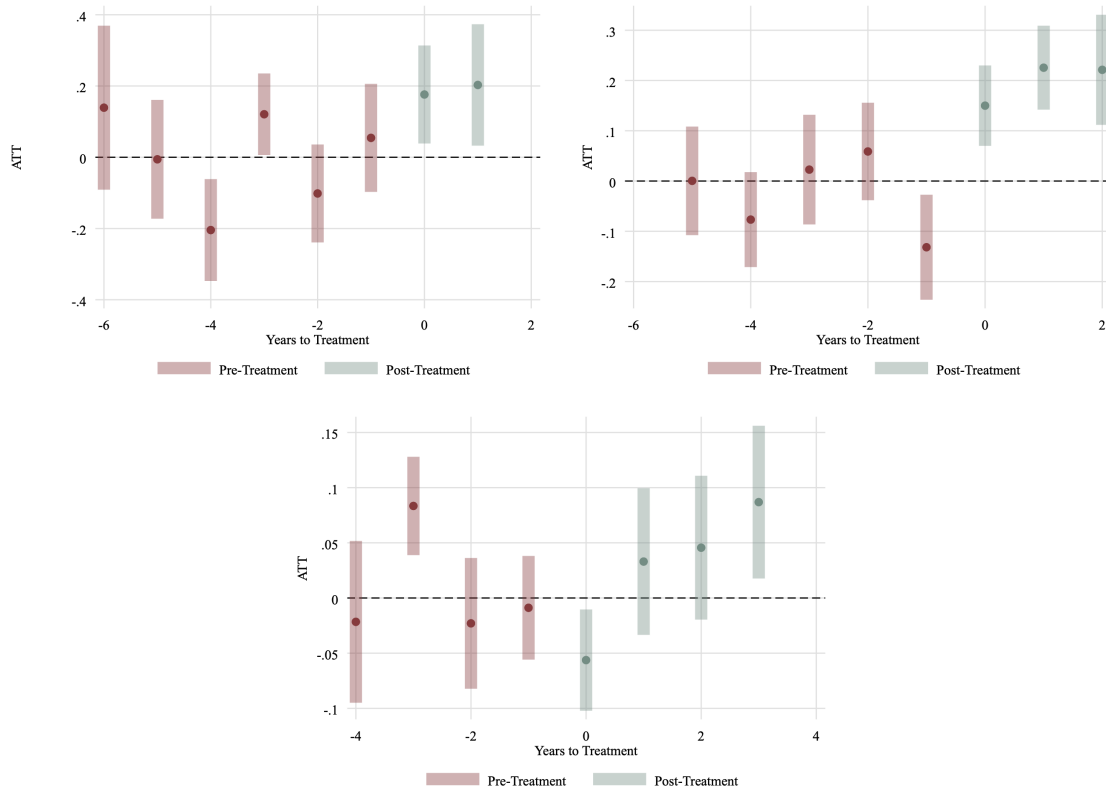 .4
.2
0
-.2
-.4
ATT
-6 -4 -2 0 2
Years to Treatment
Pre-Treatment Post-Treatment
.3
.2
.1
0
-.1
-.2
ATT
-6 -4 -2 0 2
Years to Treatment
Pre-Treatment Post-Treatment
.15
.1
.05
0
-.05
-.1
ATT
-4 -2 0 2 4
Years to Treatment
Pre-Treatment Post-Treatment